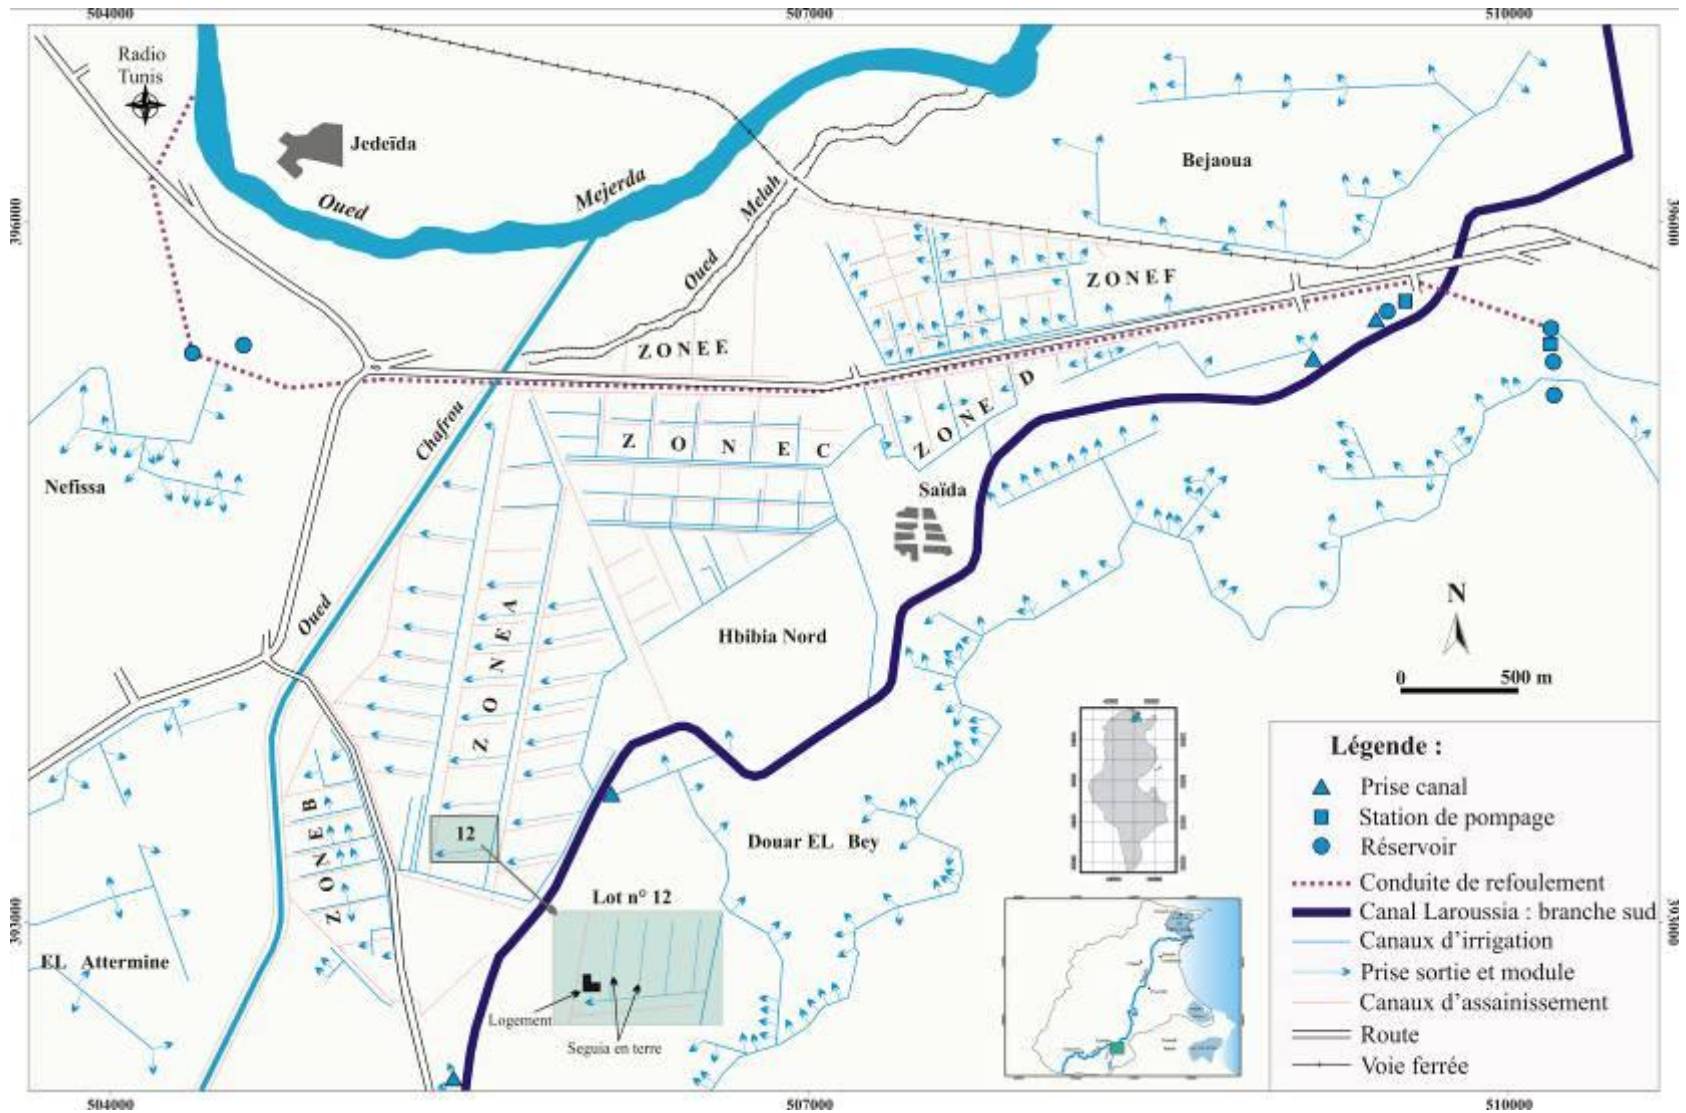 504000
507000
510000
Radio
Tunis
Jedeïda
Oued
Mejerda
Melah
Oued
Bejaoua
396000
396000
ZONE F
ZONE E
ZONE D
ZONE C
Chafrou
Saïda
Nefissa
N
Oued
ZONE A
Hbibia Nord
0 500 m
ZONE B
12
Douar EL Bey
Lot n° 12
Logement
Seguia en terre
EL Attermine
393000
393000
Légende :
Prise canal
Station de pompage
Réservoir
Conduite de refoulement
Canal Laroussia : branche sud
Canaux d'irrigation
Prise sortie et module
Canaux d'assainissement
Route
Voie ferrée
504000
507000
510000